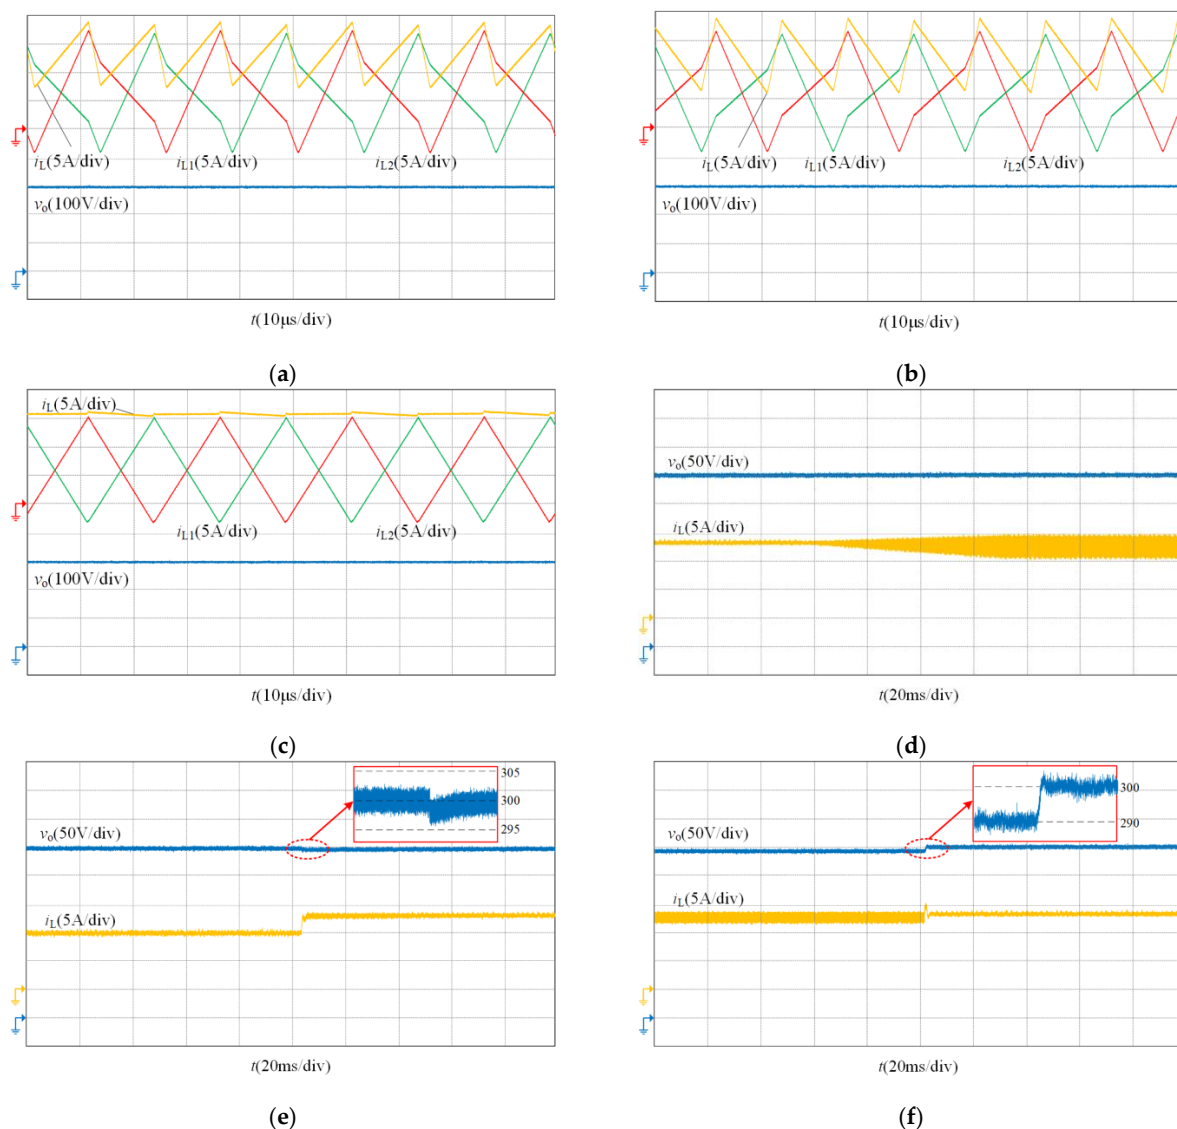 iL(5A/div) iL1(5A/div) iL2(5A/div)
vo(100V/div)
t(10μs/div)
(a)
iL(5A/div) iL1(5A/div) iL2(5A/div)
vo(100V/div)
t(10μs/div)
(b)
iL(5A/div)
iL1(5A/div) iL2(5A/div)
vo(100V/div)
t(10μs/div)
(c)
vo(50V/div)
iL(5A/div)
t(20ms/div)
(d)
305
300
295
vo(50V/div)
iL(5A/div)
t(20ms/div)
(e)
300
290
vo(50V/div)
iL(5A/div)
t(20ms/div)
(f)